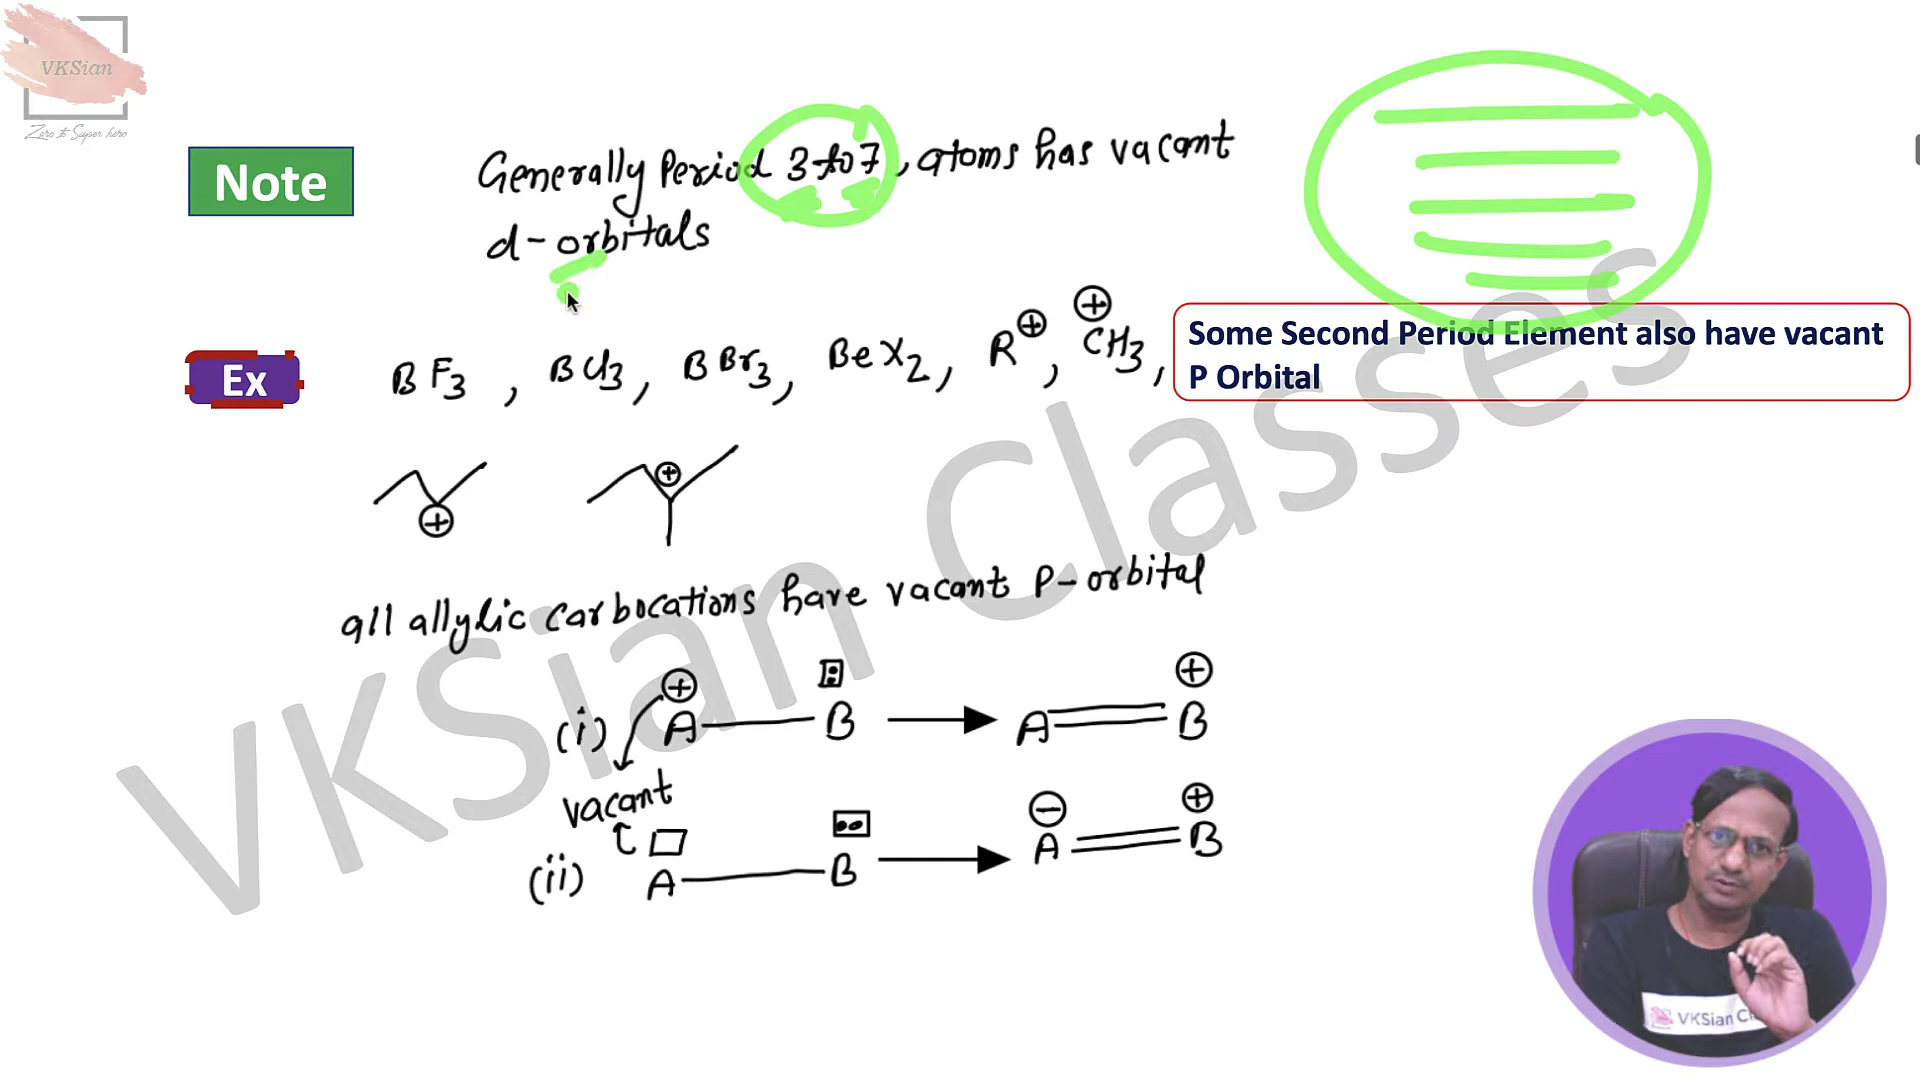 VKSian
Zero to Super hero
Note
Generally Period 3 to 7, atoms has vacant
d-orbitals
Ex
BF3, BCl3, BBr3, BeX2, R⊕, ⊕CH3,
Some Second Period Element also have vacant
P Orbital
⊕ ⊕
all allylic carbocations have vacant P-orbital
⊕ ⊕
(i) A B → A B
vacant
⊖ ⊕
(ii) A B → A B
VKSian Classes
VKSian Cl